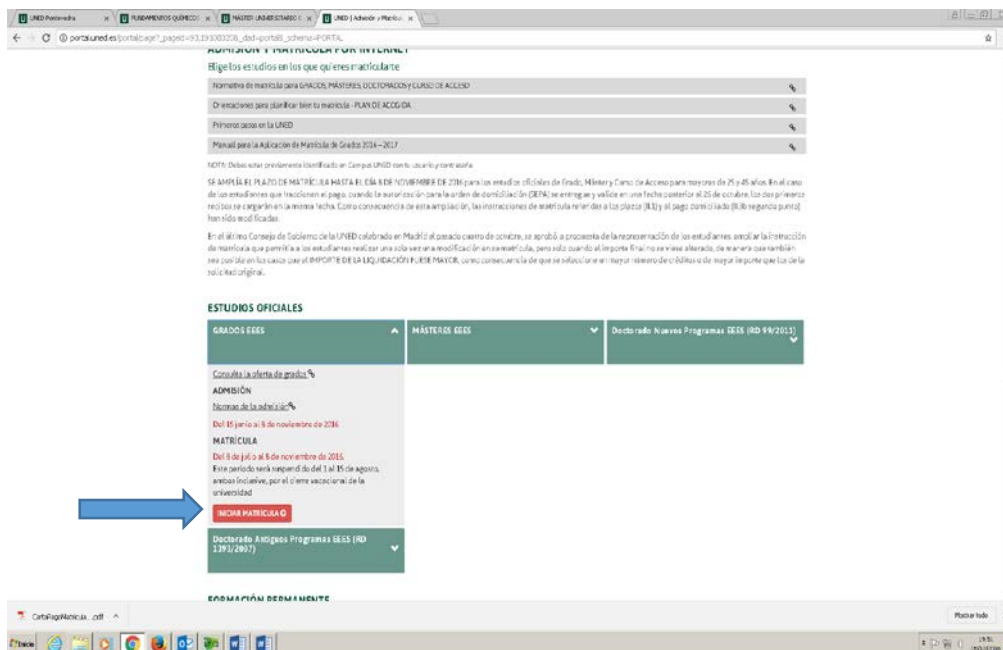 UNED Pontevedra
FUNDAMENTOS QUÍMICOS
MÁSTER UNIVERSITARIO
UNED | Admisión y Matrícul
portal.uned.es/portal/page?_pageid=93,
ADMISIÓN Y MATRÍCULA POR INTERNET
Elige los estudios en los que quieres matricularte
Normativa de matrícula para GRADOS, MÁSTERES, DOCTORADOS y CURSO DE ACCESO
Orientaciones para planificar bien tu matrícula - PLAN DE ACOGIDA
Primeros pasos en la UNED
Manual para la Aplicación de Matrícula de Grados 2016 – 2017
NOTA: Debes estar previamente identificado en Campus UNED con tu usuario y contraseña
SE AMPLÍA EL PLAZO DE MATRÍCULA HASTA EL DÍA 8 DE NOVIEMBRE DE 2016 para los estudios oficiales de Grado, Máster y Curso de Acceso para mayores de 25 y 45 años. En el caso
de los estudiantes que fraccionen el pago, cuando la autorización para la orden de domiciliación (SEPA) se entregue y valide en una fecha posterior al 25 de octubre, los dos primeros
recibos se cargarán en la misma fecha. Como consecuencia de esta ampliación, las instrucciones de matrícula referidas a los plazos (II.1) y al pago domiciliado (II.3b segundo punto)
han sido modificadas.
En el último Consejo de Gobierno de la UNED celebrado en Madrid el pasado cuatro de octubre, se aprobó a propuesta de la representación de los estudiantes, ampliar la instrucción
de matrícula que permitía a los estudiantes realizar una sola vez una modificación en su matrícula, pero solo cuando el importe final no se viese alterado, de manera que también
sea posible en los casos que el IMPORTE DE LA LIQUIDACIÓN FUESE MAYOR, como consecuencia de que se seleccione un mayor número de créditos o de mayor importe que los de la
solicitud original.
ESTUDIOS OFICIALES
GRADOS EEES
MÁSTERES EEES
Doctorado Nuevos Programas EEES (RD 99/2011)
Consulta la oferta de grados
ADMISIÓN
Normas de la admisión
Del 15 junio al 8 de noviembre de 2016
MATRÍCULA
Del 6 de julio al 8 de noviembre de 2016.
Este periodo será suspendido del 1 al 15 de agosto,
ambos inclusive, por el cierre vacacional de la
universidad
INICIAR MATRÍCULA
Doctorado Antiguos Programas EEES (RD
1393/2007)
FORMACIÓN PERMANENTE
CartaPagoMatricula....pdf
Mostrar todo
Inicio